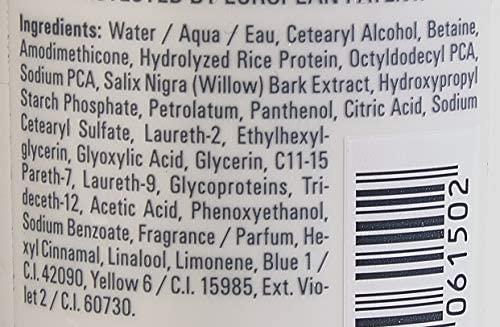 BY EUROPEAN
Ingredients: Water / Aqua / Eau, Cetearyl Alcohol, Betaine,
Amodimethicone, Hydrolyzed Rice Protein, Octyldodecyl PCA,
Sodium PCA, Salix Nigra (Willow) Bark Extract, Hydroxypropyl
Starch Phosphate, Petrolatum, Panthenol, Citric Acid, Sodium
Cetearyl Sulfate, Laureth-2, Ethylhexyl-
glycerin, Glyoxylic Acid, Glycerin, C11-15
Pareth-7, Laureth-9, Glycoproteins, Tri-
deceth-12, Acetic Acid, Phenoxyethanol,
Sodium Benzoate, Fragrance / Parfum, He-
xyl Cinnamal, Linalool, Limonene, Blue 1 /
C.I. 42090, Yellow 6 / C.I. 15985, Ext. Vio-
let 2 / C.I. 60730.
061502